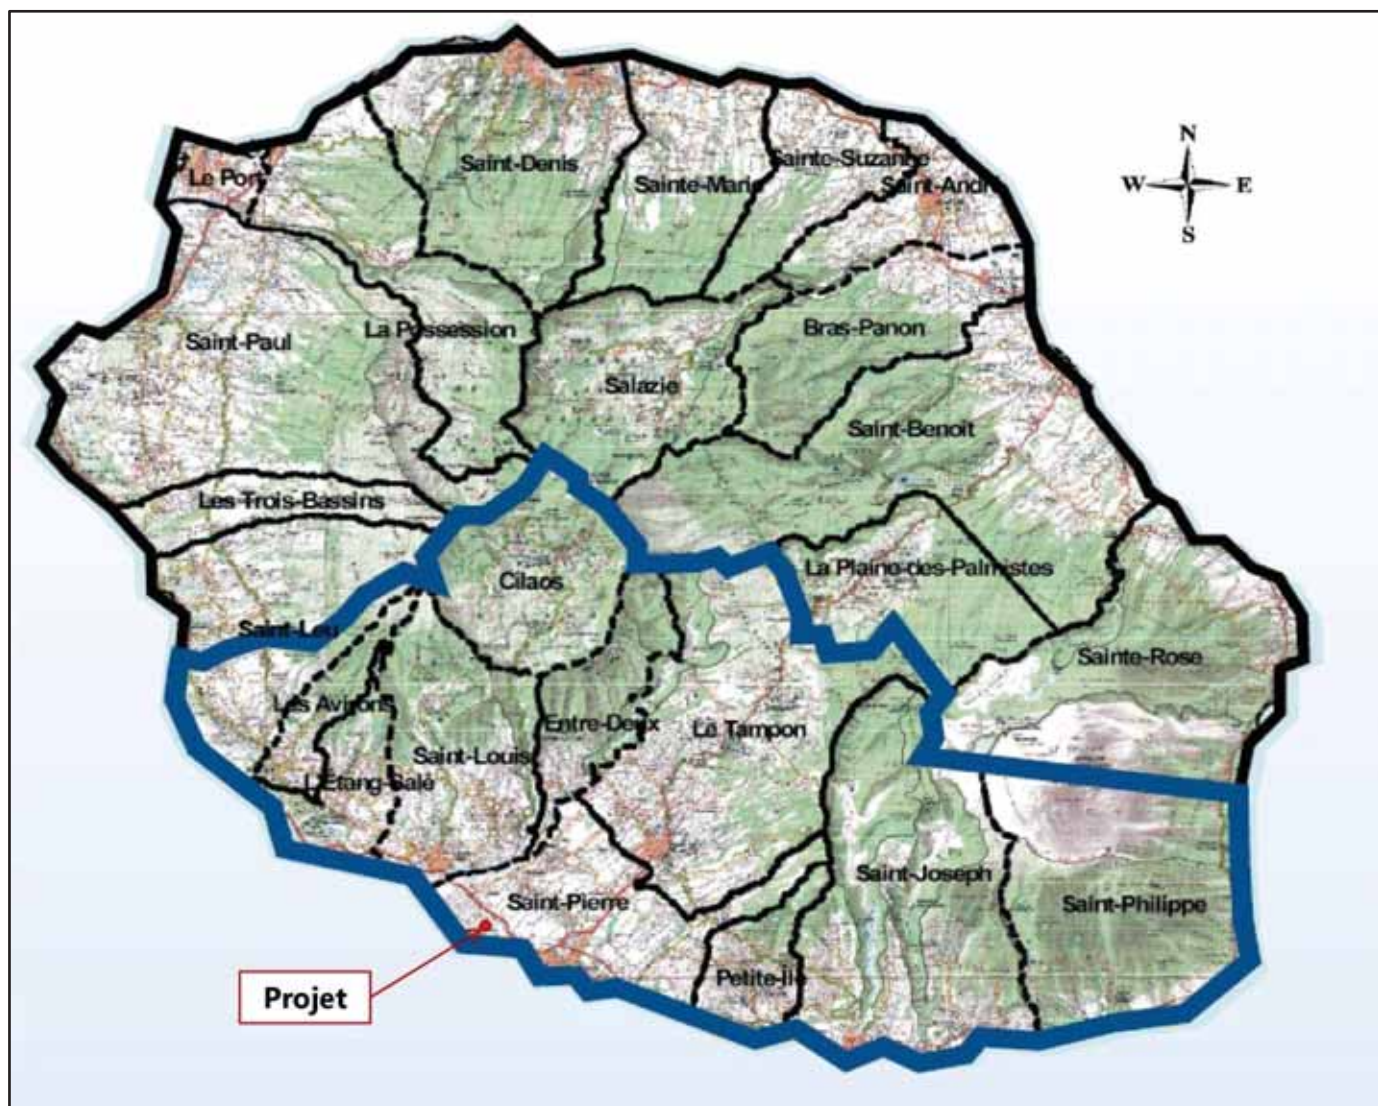 N
W E
S
Saint-Denis
Sainte-Marie
Sainte-Suzanne
Saint-André
Le Port
Saint-Paul
La Possession
Salazie
Bras-Panon
Saint-Benoit
Les Trois-Bassins
Cilaos
La Plaine-des-Palmistes
Saint-Leu
Sainte-Rose
Les Avirons
Entre-Deux
Le Tampon
Saint-Louis
L'Etang-Salé
Saint-Pierre
Saint-Joseph
Saint-Philippe
Petite-Île
Projet